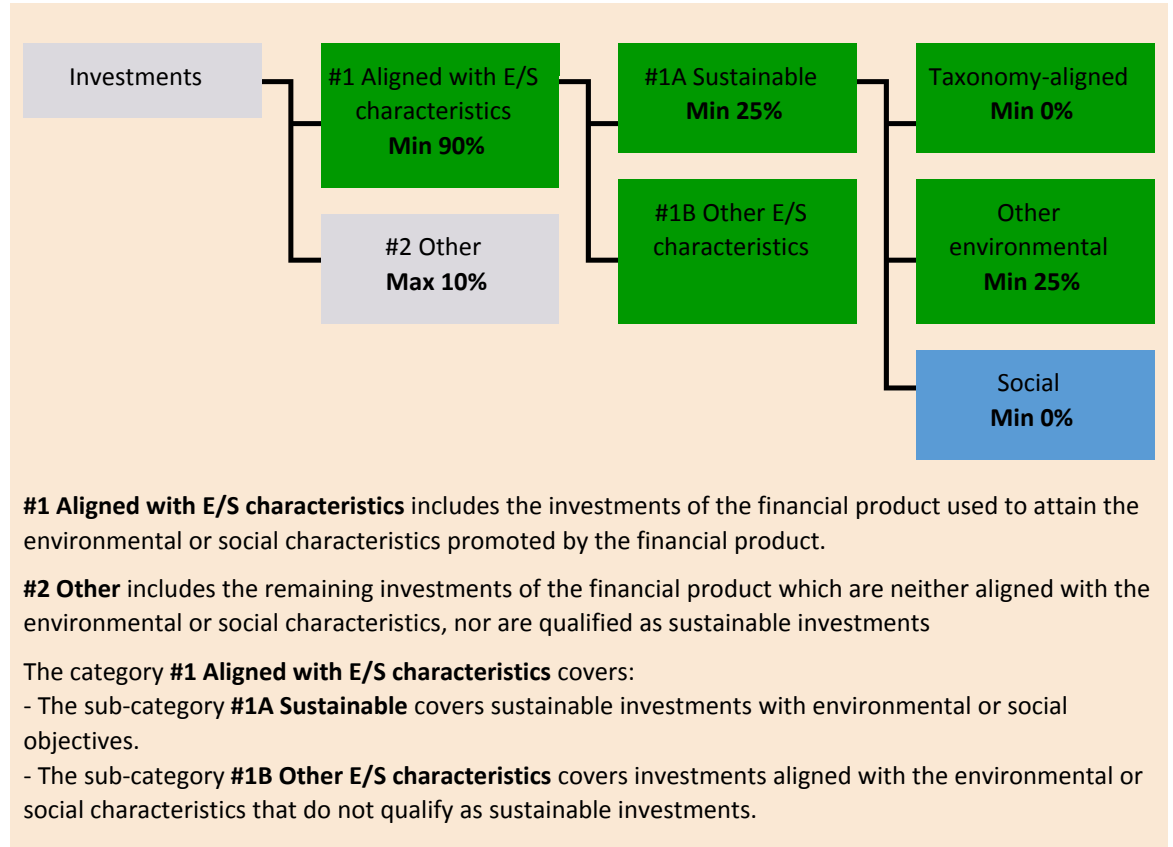 Investments
#1 Aligned with E/S
characteristics
Min 90%
#2 Other
Max 10%
#1A Sustainable
Min 25%
#1B Other E/S
characteristics
Taxonomy-aligned
Min 0%
Other
environmental
Min 25%
Social
Min 0%
#1 Aligned with E/S characteristics includes the investments of the financial product used to attain the
environmental or social characteristics promoted by the financial product.
#2 Other includes the remaining investments of the financial product which are neither aligned with the
environmental or social characteristics, nor are qualified as sustainable investments
The category #1 Aligned with E/S characteristics covers:
- The sub-category #1A Sustainable covers sustainable investments with environmental or social
objectives.
- The sub-category #1B Other E/S characteristics covers investments aligned with the environmental or
social characteristics that do not qualify as sustainable investments.